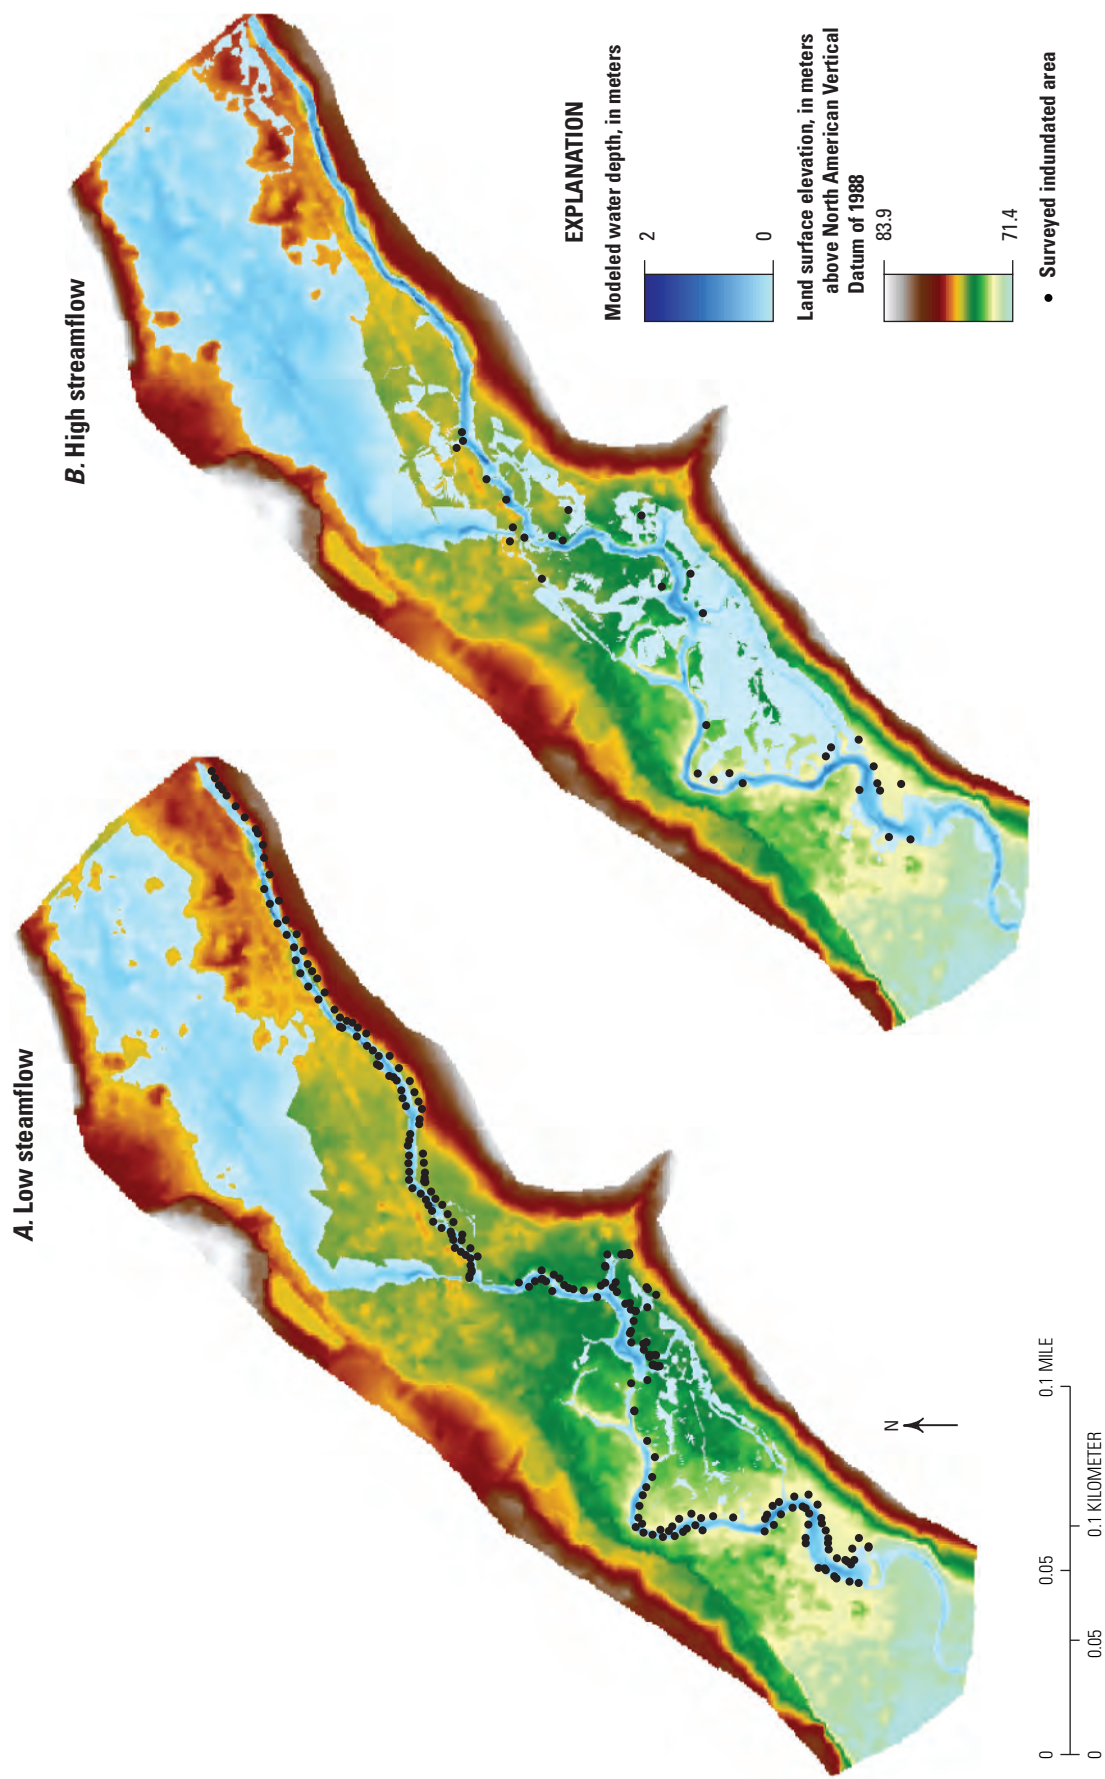 A. Low steamflow
B. High streamflow
EXPLANATION
Modeled water depth, in meters
2
0
Land surface elevation, in meters
above North American Vertical
Datum of 1988
83.9
71.4
Surveyed indundated area
N
0 0.05 0.1 MILE
0 0.05 0.1 KILOMETER